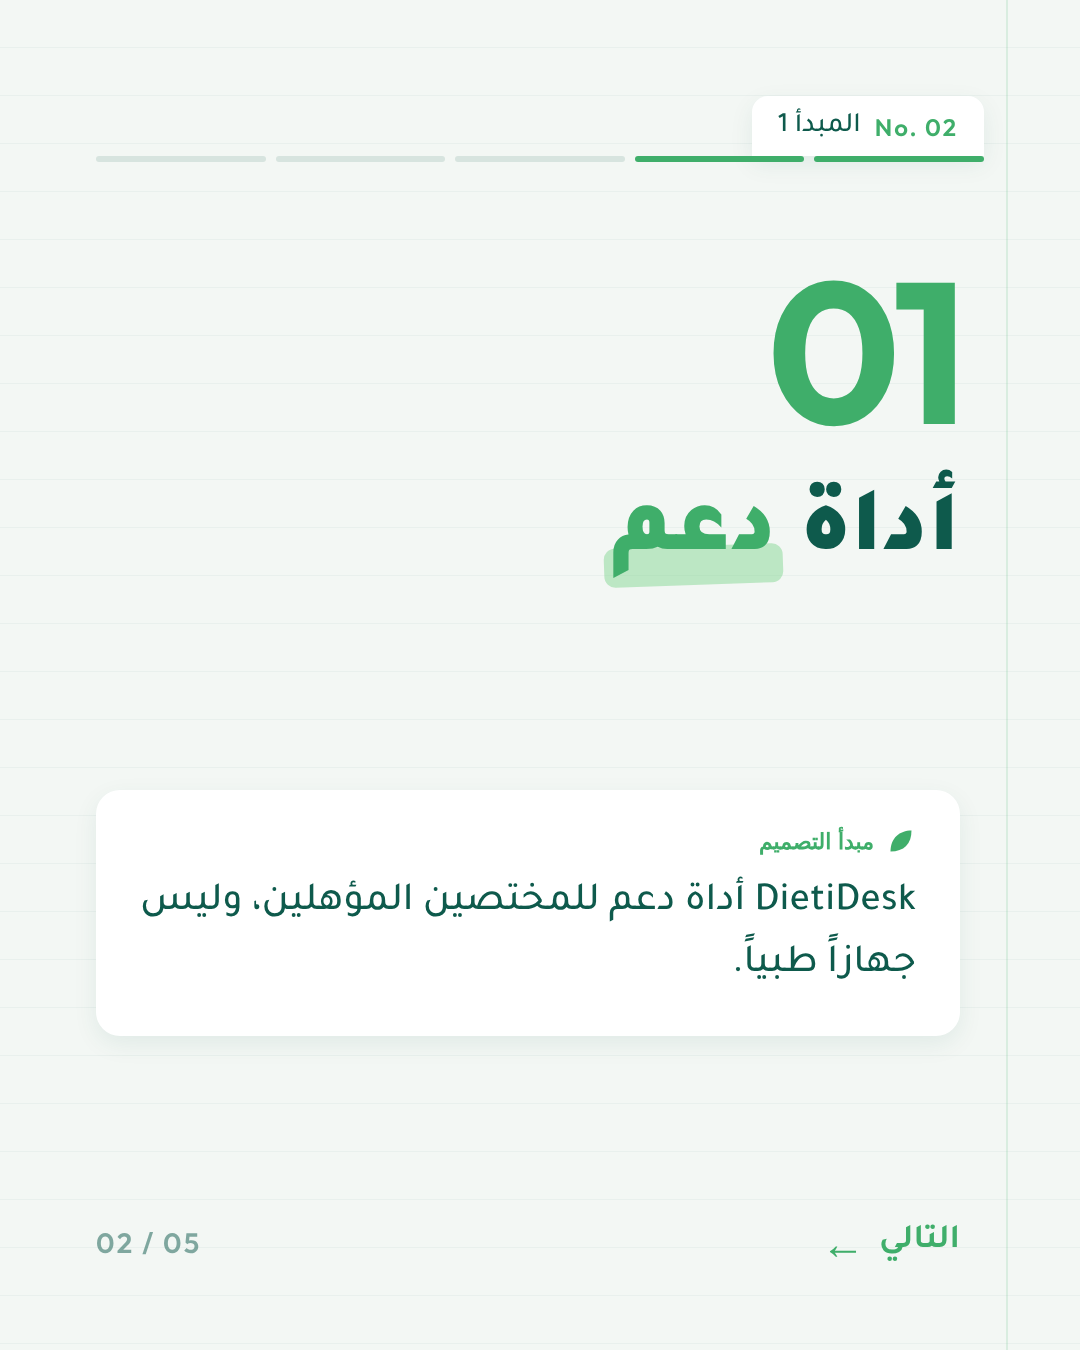 No. 02 المبدأ 1
01
أداة دعم
مبدأ التصميم
DietiDesk أداة دعم للمختصين المؤهلين، وليس
جهازاً طبياً.
التالي ←
02 / 05